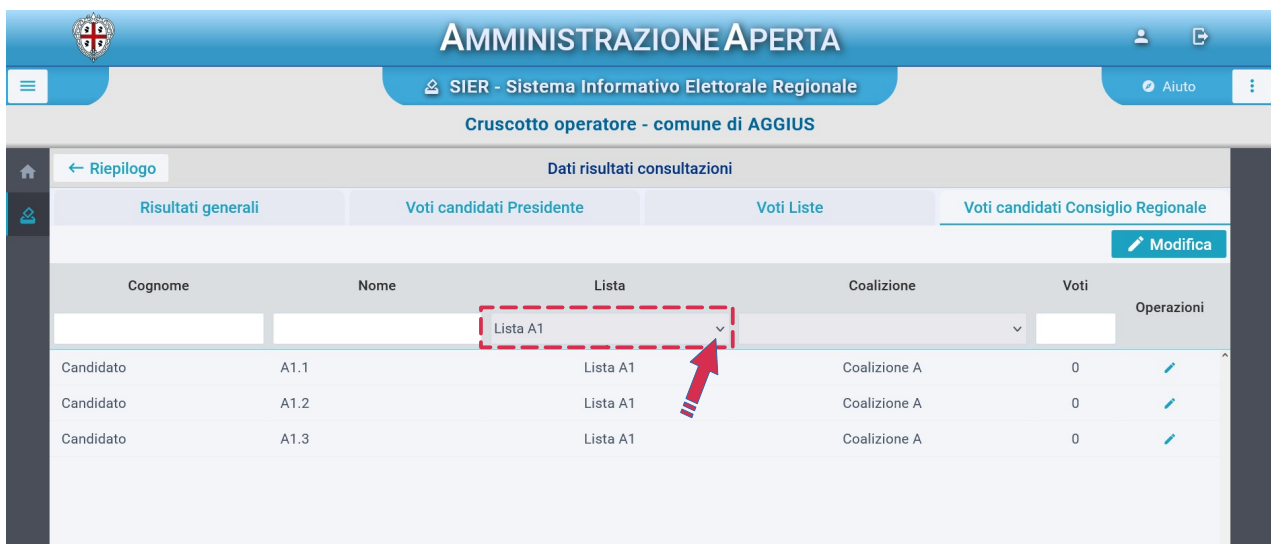 AMMINISTRAZIONE APERTA
SIER - Sistema Informativo Elettorale Regionale
Aiuto
Cruscotto operatore - comune di AGGIUS
← Riepilogo
Dati risultati consultazioni
Risultati generali
Voti candidati Presidente
Voti Liste
Voti candidati Consiglio Regionale
Modifica
Cognome Nome Lista Coalizione Voti Operazioni
Lista A1
Candidato A1.1 Lista A1 Coalizione A 0
Candidato A1.2 Lista A1 Coalizione A 0
Candidato A1.3 Lista A1 Coalizione A 0